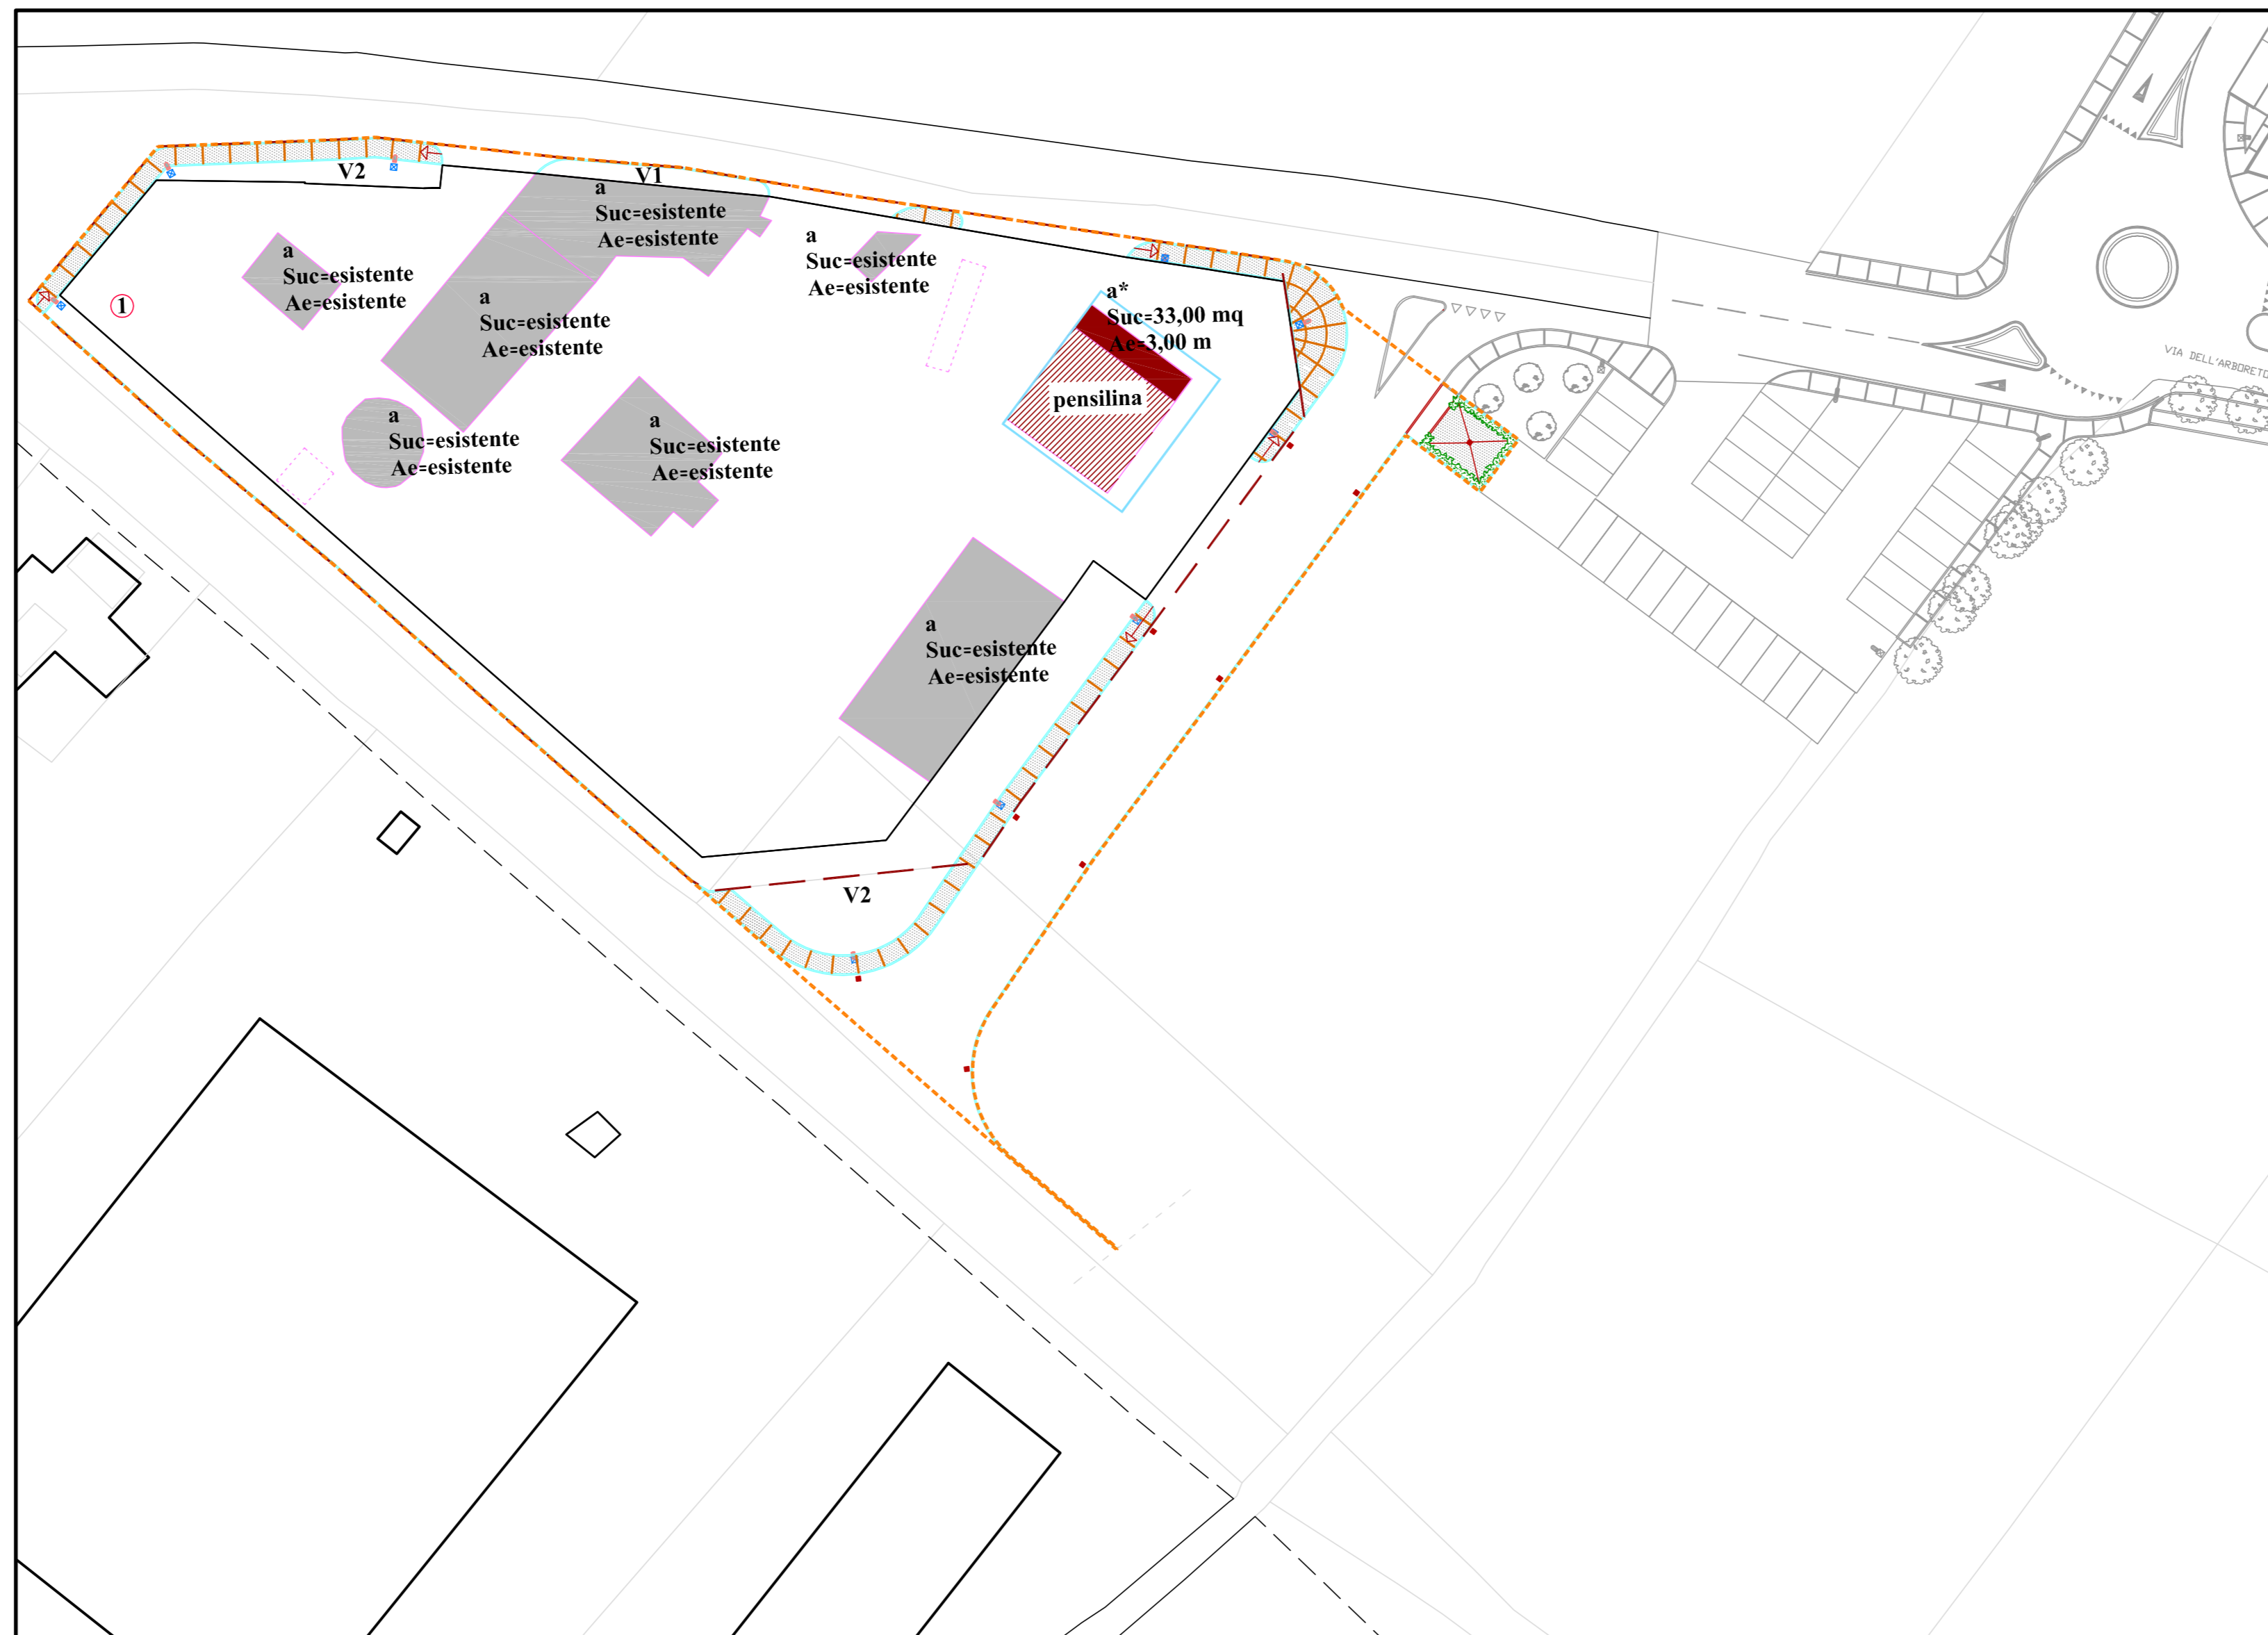 V2
V1
a
Suc=esistente
Ae=esistente
a
Suc=esistente
Ae=esistente
a
Suc=esistente
Ae=esistente
a
Suc=esistente
Ae=esistente
1
a*
Suc=33,00 mq
Ae=3,00 m
pensilina
VIA DELL'ARBORETO
a
Suc=esistente
Ae=esistente
a
Suc=esistente
Ae=esistente
a
Suc=esistente
Ae=esistente
V2